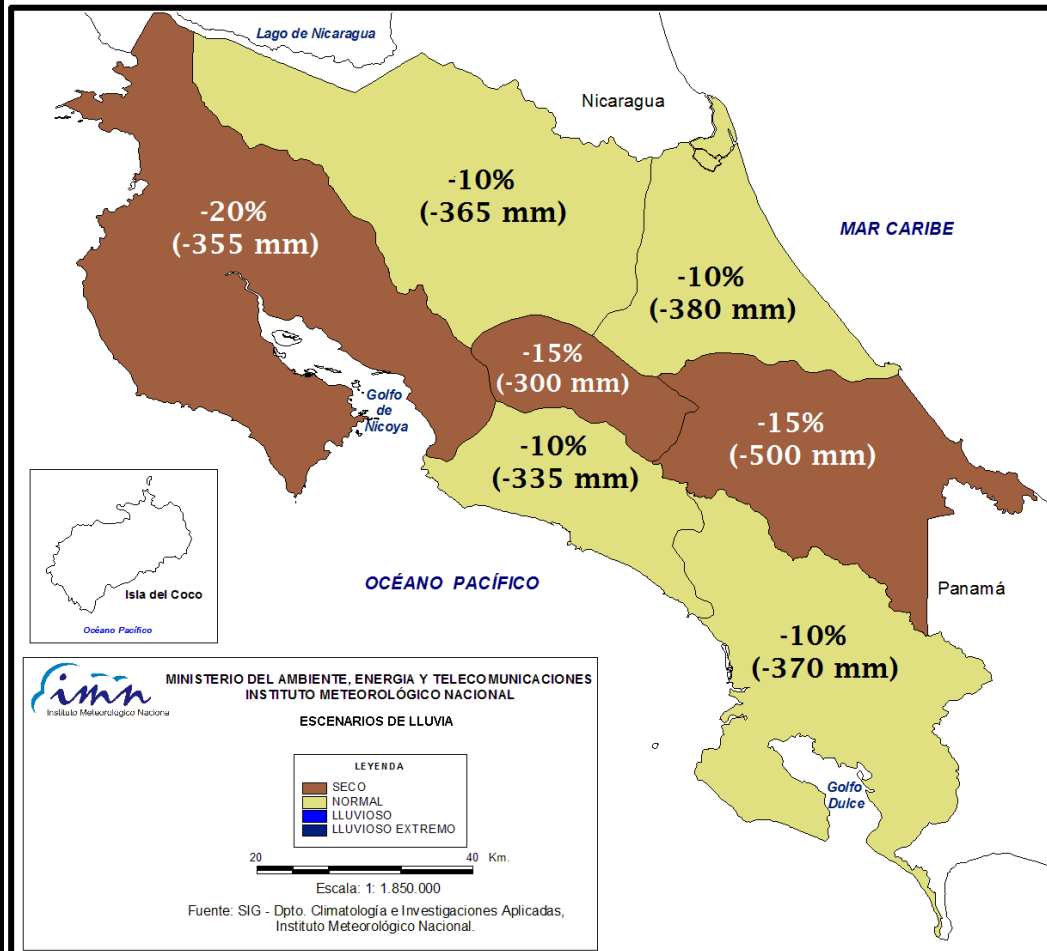 Lago de Nicaragua
Nicaragua
-10%
(-365 mm)
-20%
(-355 mm)
MAR CARIBE
-10%
(-380 mm)
-15%
(-300 mm)
Golfo
de
Nicoya
-15%
(-500 mm)
-10%
(-335 mm)
OCÉANO PACÍFICO
Isla del Coco
Océano Pacífico
Panamá
-10%
(-370 mm)
Golfo
Dulce
imn
Instituto Meteorológico Naciona
MINISTERIO DEL AMBIENTE, ENERGIA Y TELECOMUNICACIONES
INSTITUTO METEOROLÓGICO NACIONAL
ESCENARIOS DE LLUVIA
LEYENDA
SECO
NORMAL
LLUVIOSO
LLUVIOSO EXTREMO
20 40 Km.
Escala: 1: 1.850.000
Fuente: SIG - Dpto. Climatología e Investigaciones Aplicadas,
Instituto Meteorológico Nacional.